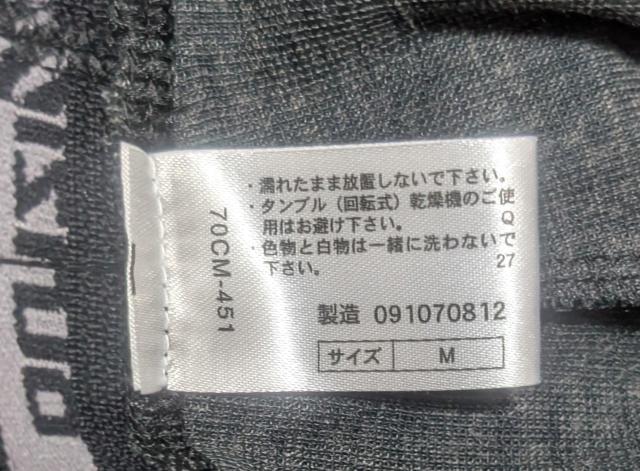 ・濡れたまま放置しないで下さい。
・タンブル（回転式）乾燥機のご使
用はお避け下さい。 Q
・色物と白物は一緒に洗わないで
下さい。 27
製造 091070812
サイズ M
70CM-451